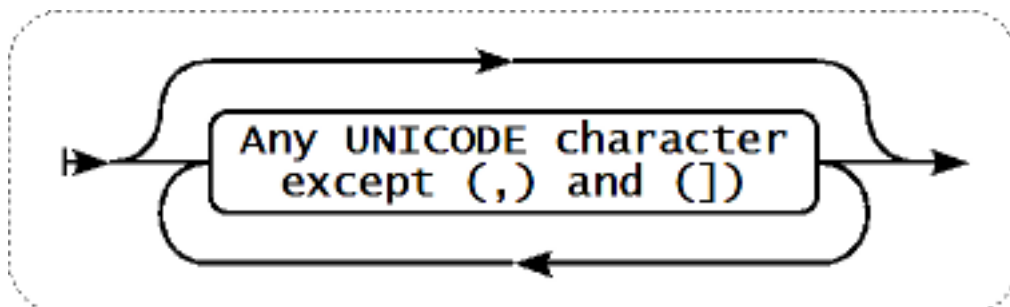 Any UNICODE character
except (,) and (])